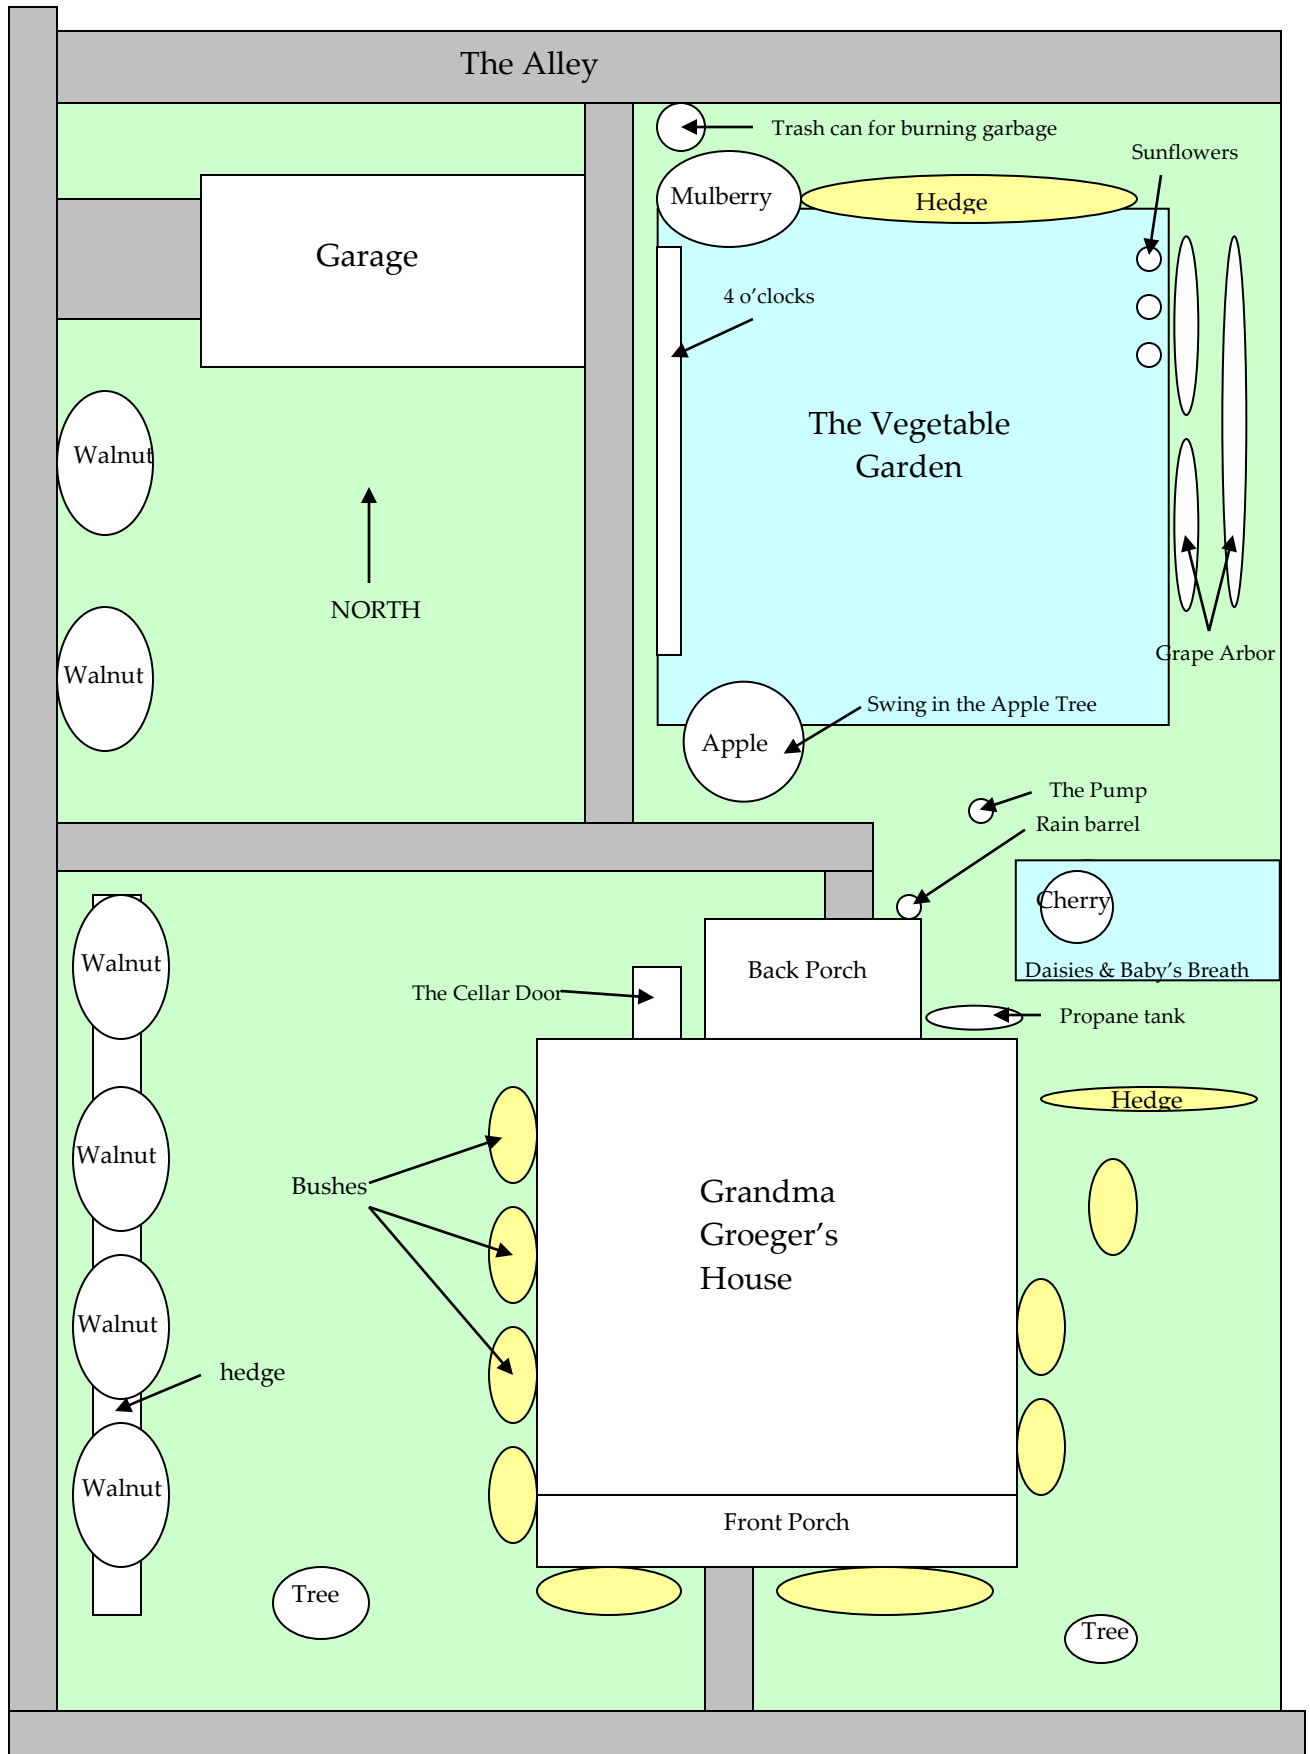 The Alley
Trash can for burning garbage
Sunflowers
Mulberry
Hedge
Garage
4 o’clocks
The Vegetable
Garden
Walnut
NORTH
Grape Arbor
Walnut
Swing in the Apple Tree
Apple
The Pump
Rain barrel
Cherry
Walnut
Back Porch
Daisies & Baby’s Breath
The Cellar Door
Propane tank
Hedge
Walnut
Bushes
Grandma
Groeger’s
House
Walnut
hedge
Walnut
Front Porch
Tree
Tree